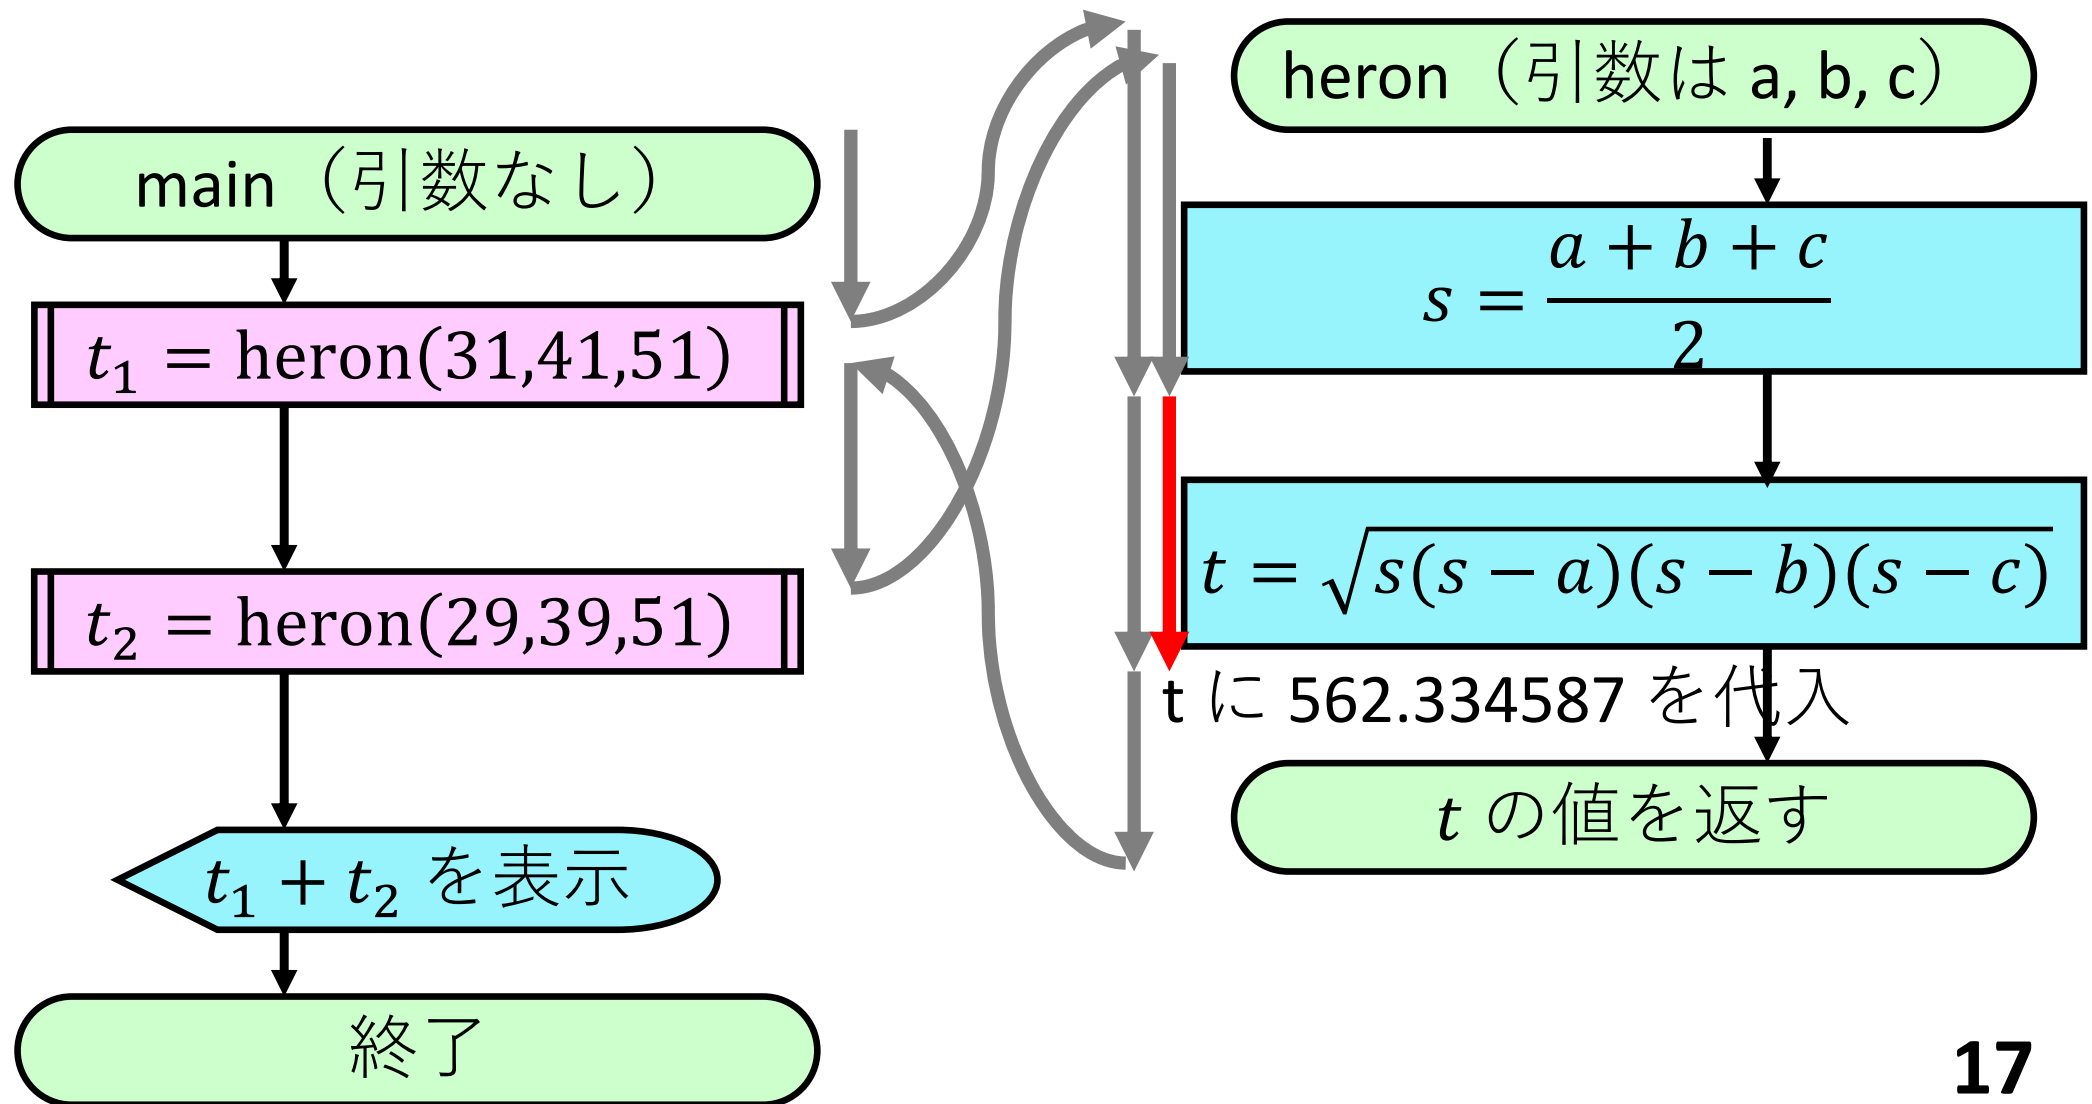 main（引数なし）
t₁ = heron(31,41,51)
t₂ = heron(29,39,51)
t₁ + t₂ を表示
終了
heron（引数は a, b, c）
s = \frac{a + b + c}{2}
t = \sqrt{s(s − a)(s − b)(s − c)}
t に 562.334587 を代入
t の値を返す
17